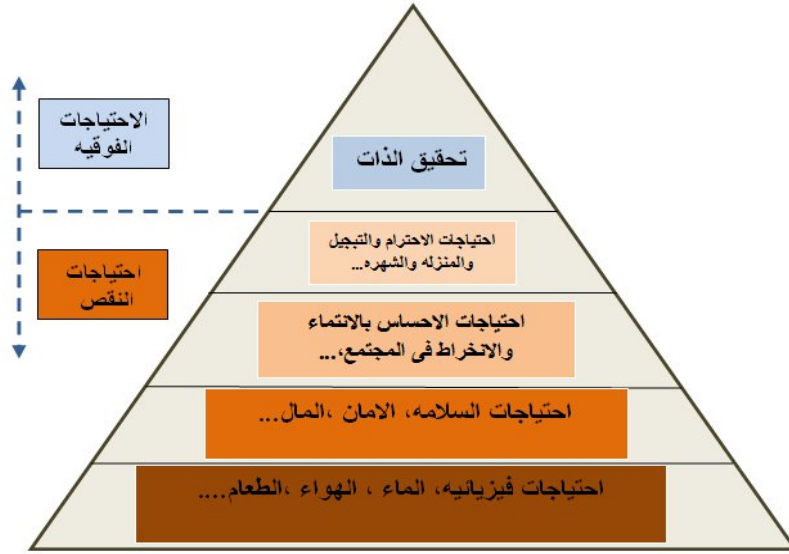 الاحتياجات
الفوقيه
تحقيق الذات
احتياجات الاحترام والتبجيل
والمنزله والشهره...
احتياجات
النقص
احتياجات الاحساس بالانتماء
والانخراط فى المجتمع،...
احتياجات السلامه، الامان ،المال...
احتياجات فيزيائيه، الماء ، الهواء ،الطعام....